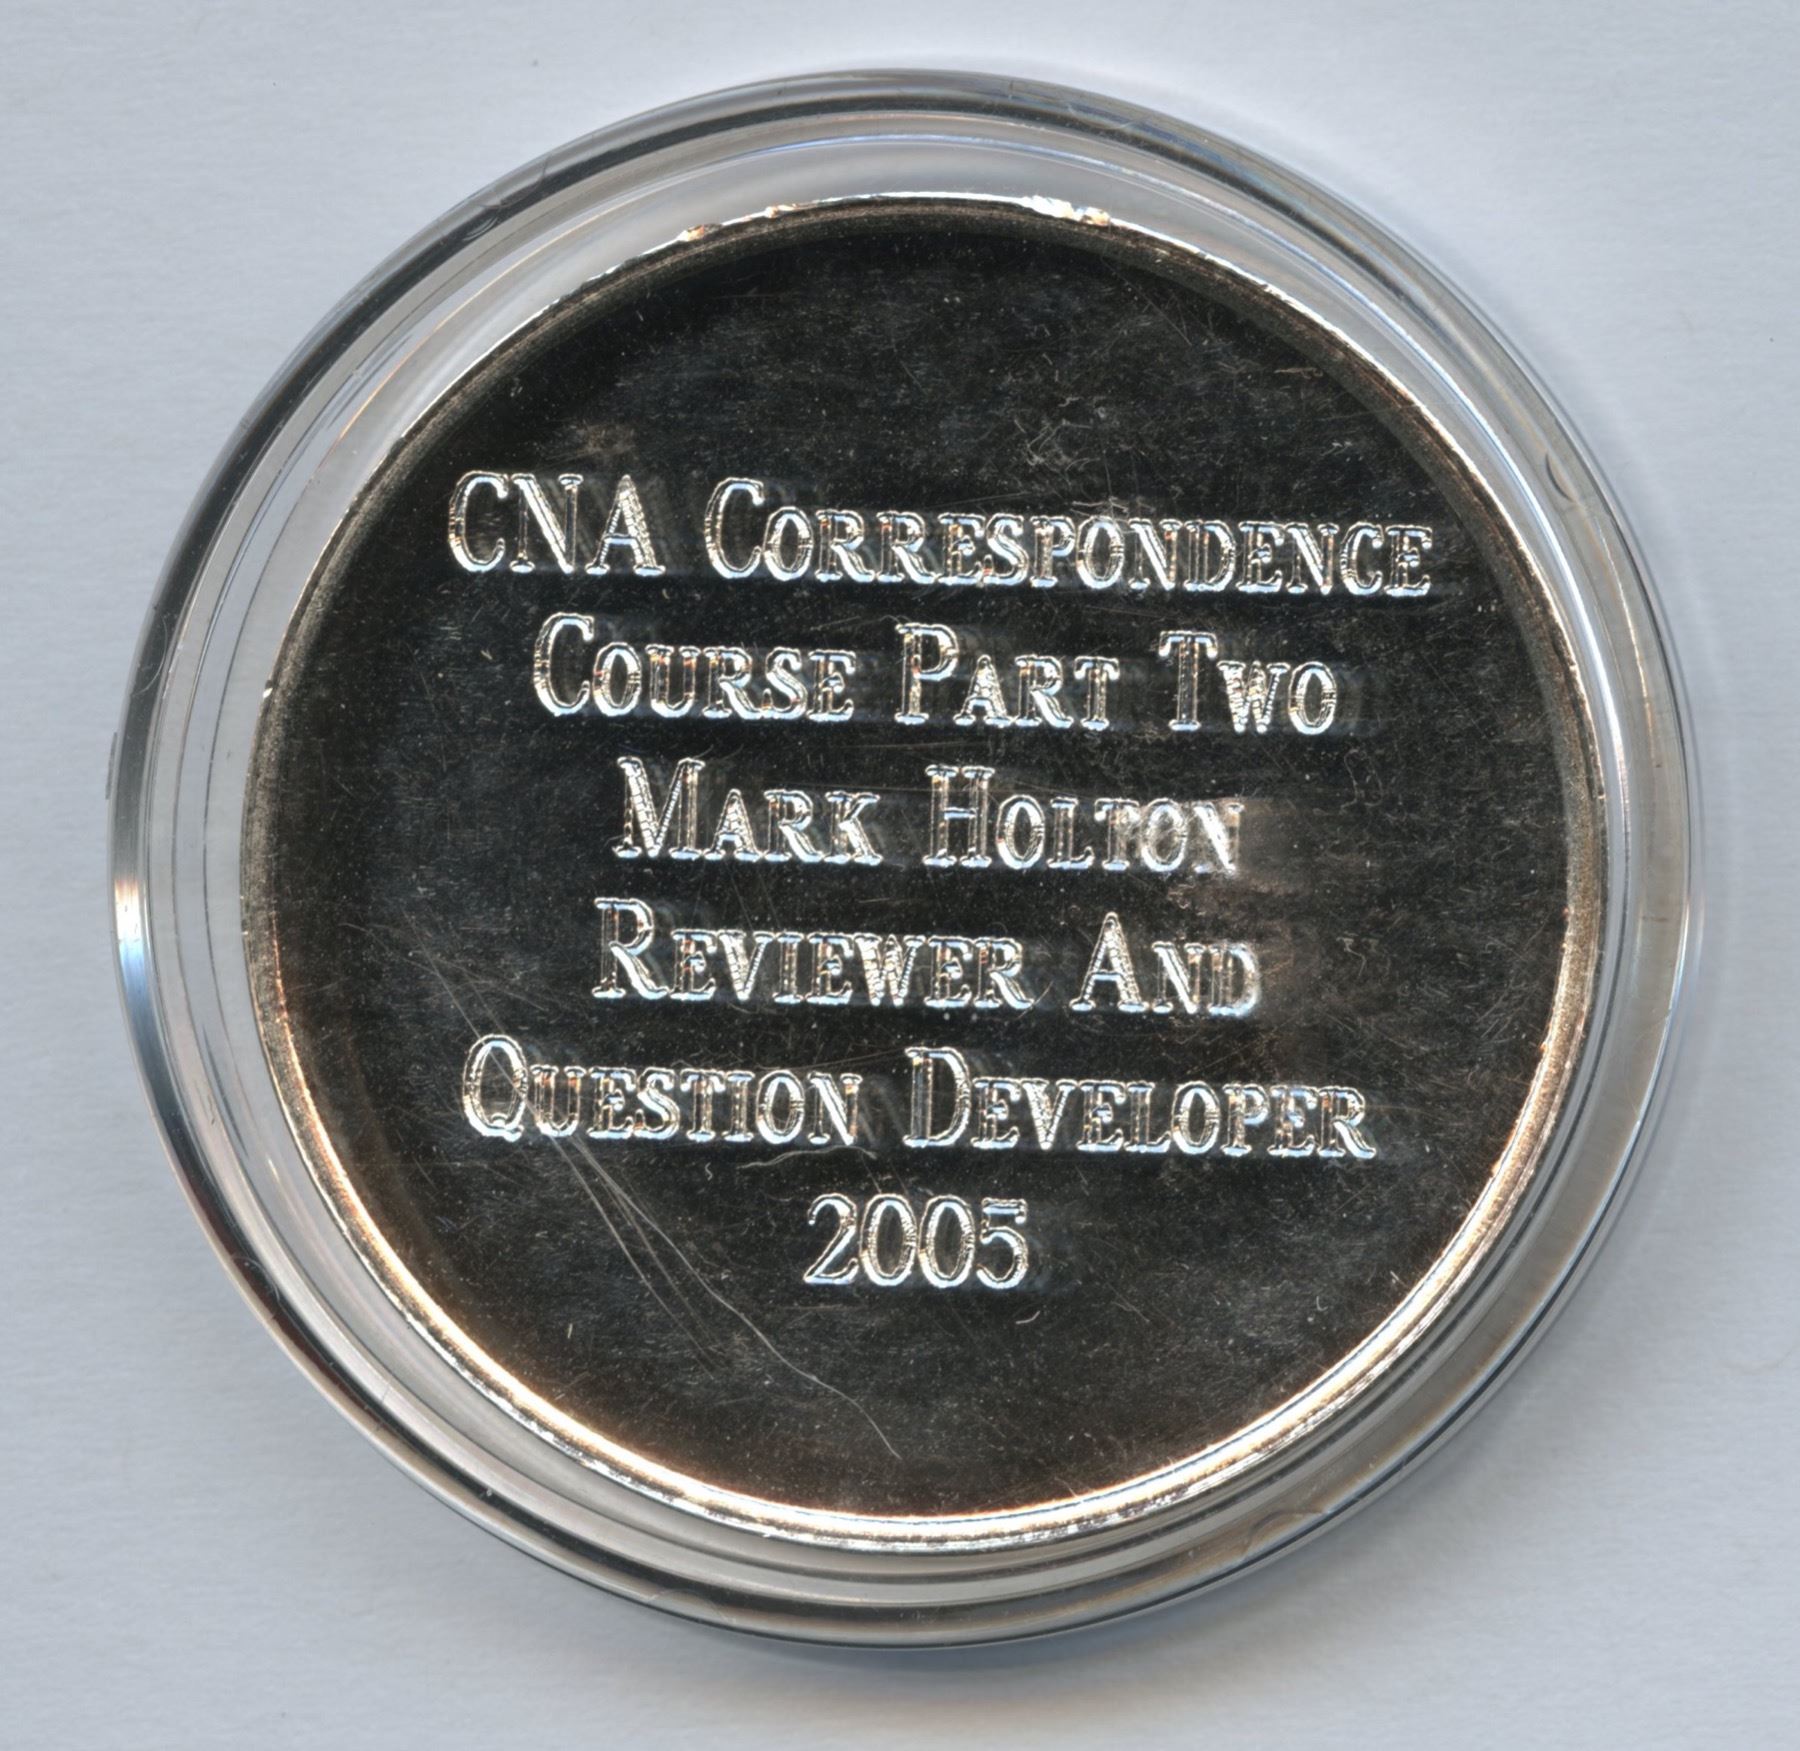 CNA Correspondence
Course Part Two
Mark Holton
Reviewer And
Question Developer
2005